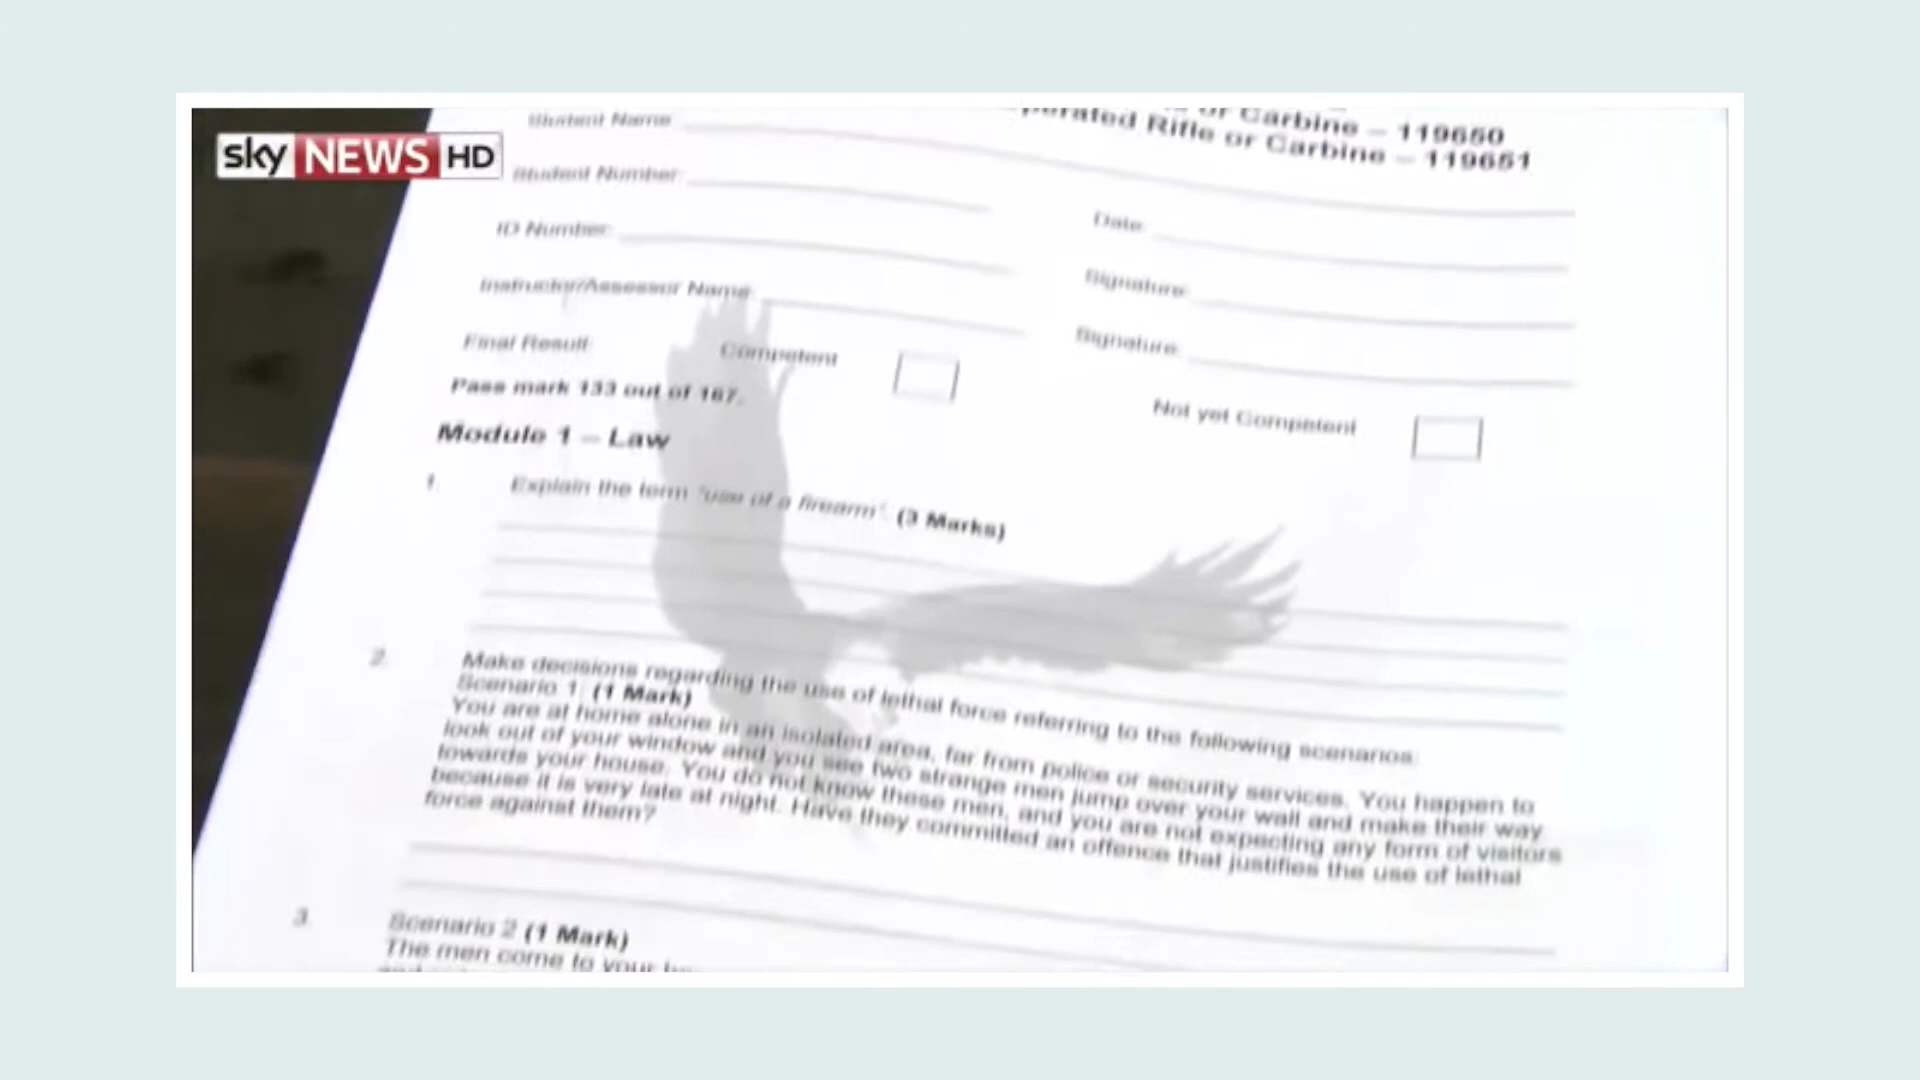 sky NEWS HD
or Carbine – 119650
perated Rifle or Carbine – 119651
Student Name
Student Number:
ID Number:
Date:
Instructor/Assessor Name
Signature:
Final Result:
Competent
Signature:
Pass mark 133 out of 167.
Not yet Competent
Module 1 – Law
1. Explain the term "use of a firearm". (3 Marks)
2. Make decisions regarding the use of lethal force referring to the following scenarios:
Scenario 1: (1 Mark)
You are at home alone in an isolated area, far from police or security services. You happen to
look out of your window and you see two strange men jump over your wall and make their way
towards your house. You do not know these men, and you are not expecting any form of visitors
because it is very late at night. Have they committed an offence that justifies the use of lethal
force against them?
3. Scenario 2 (1 Mark)
The men come to your